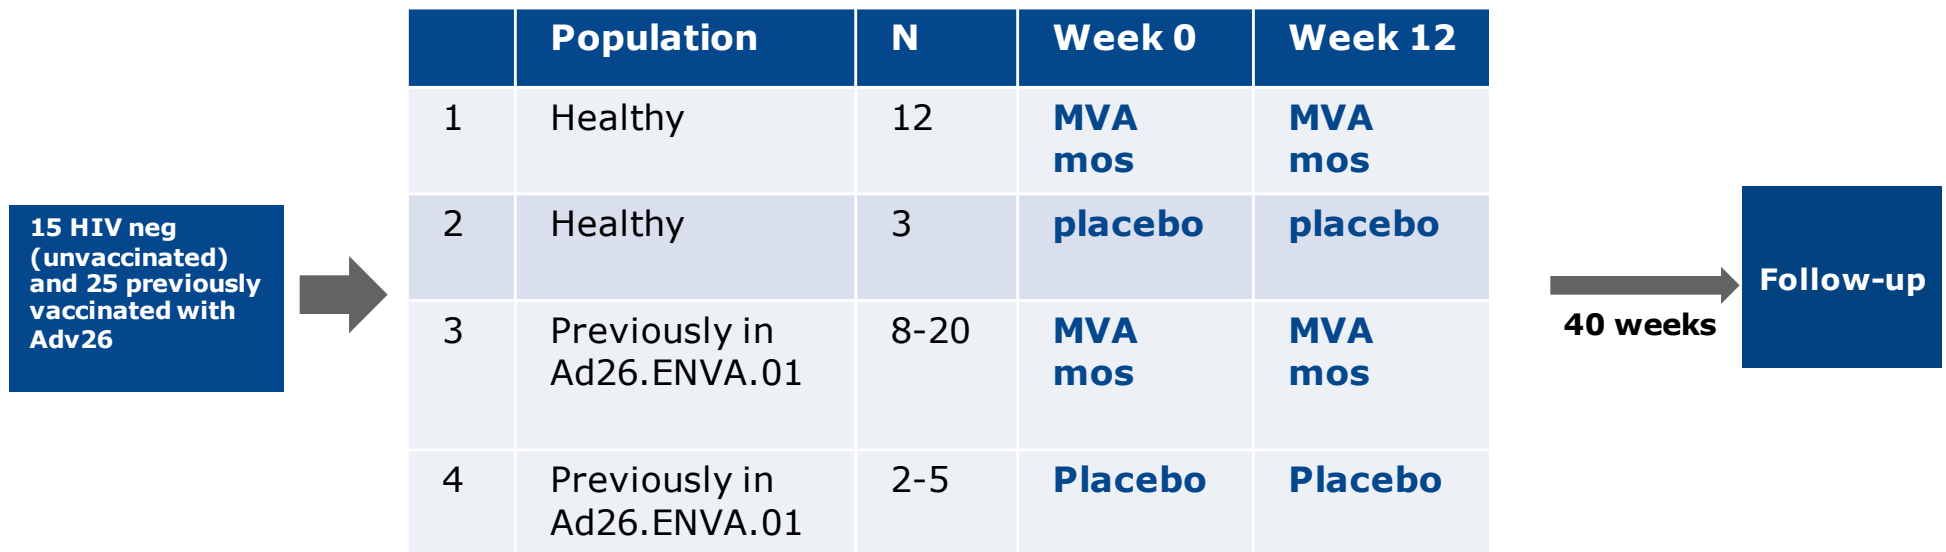 15 HIV neg
(unvaccinated)
and 25 previously
vaccinated with
Adv26
Population N Week 0 Week 12
1 Healthy 12 MVA MVA
mos mos
2 Healthy 3 placebo placebo
3 Previously in 8-20 MVA MVA
Ad26.ENVA.01 mos mos
4 Previously in 2-5 Placebo Placebo
Ad26.ENVA.01
40 weeks
Follow-up